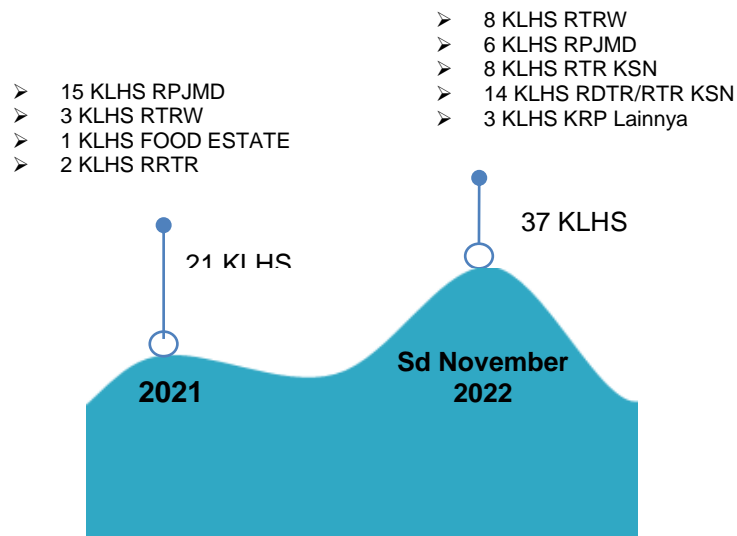 ➢ 15 KLHS RPJMD
➢ 3 KLHS RTRW
➢ 1 KLHS FOOD ESTATE
➢ 2 KLHS RRTR
➢ 8 KLHS RTRW
➢ 6 KLHS RPJMD
➢ 8 KLHS RTR KSN
➢ 14 KLHS RDTR/RTR KSN
➢ 3 KLHS KRP Lainnya
21 KLHS
37 KLHS
2021
Sd November
2022